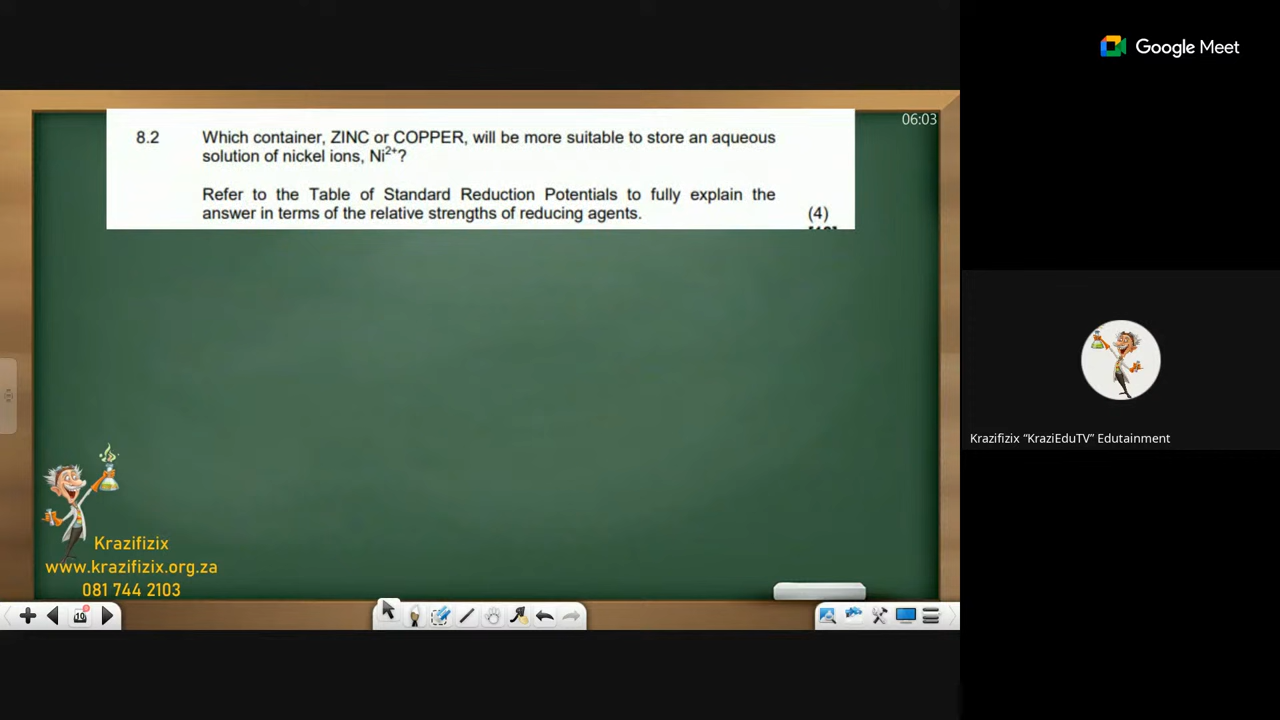 Google Meet
06:03
8.2 Which container, ZINC or COPPER, will be more suitable to store an aqueous
solution of nickel ions, Ni²⁺?
Refer to the Table of Standard Reduction Potentials to fully explain the
answer in terms of the relative strengths of reducing agents. (4)
Krazifizix "KraziEduTV" Edutainment
Krazifizix
www.krazifizix.org.za
081 744 2103